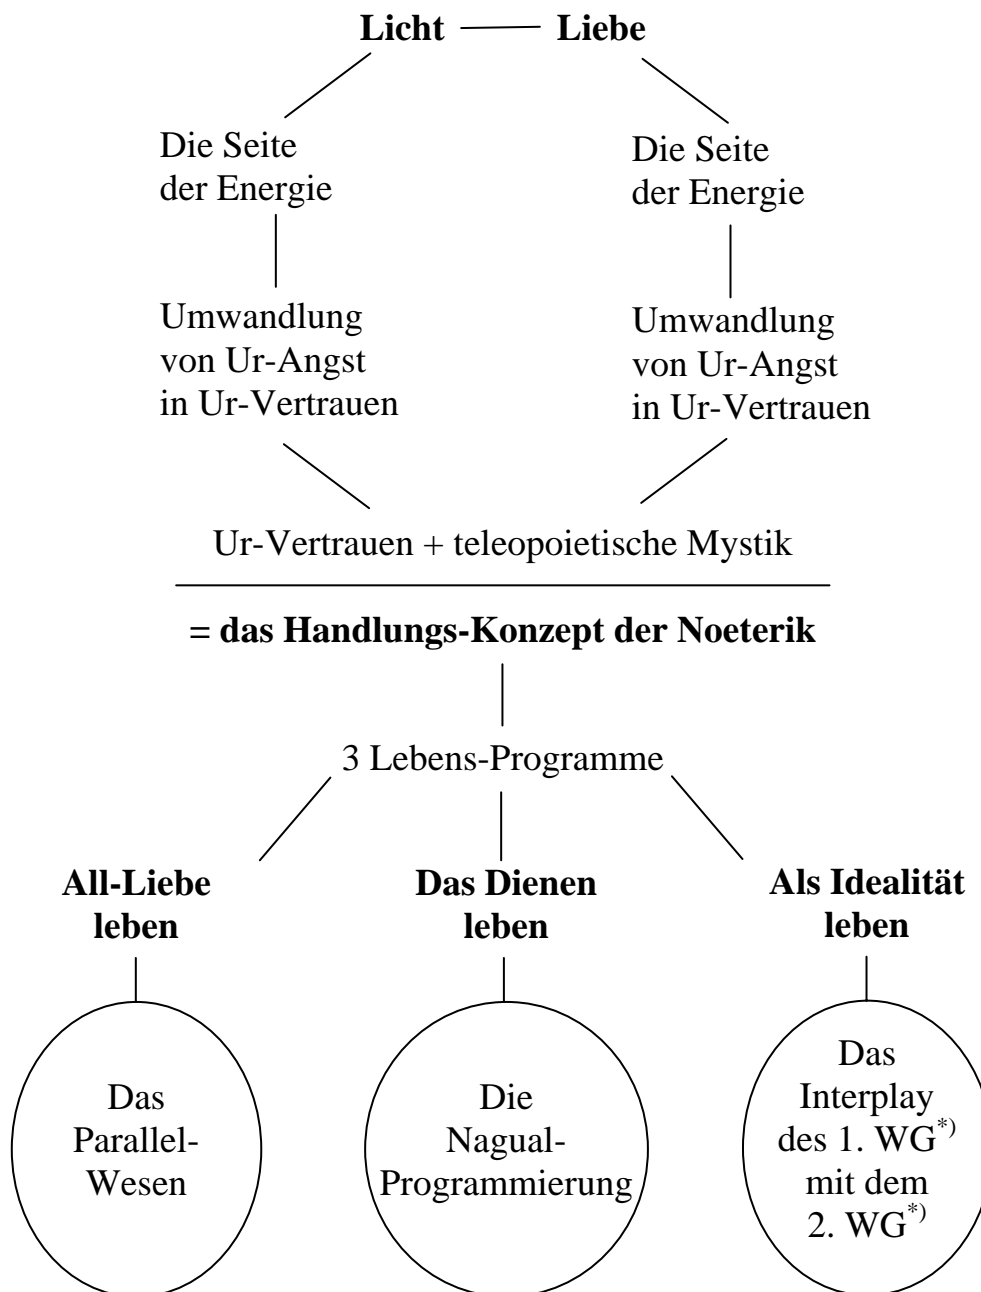 Licht Liebe
Die Seite
der Energie
Die Seite
der Energie
Umwandlung
von Ur-Angst
in Ur-Vertrauen
Umwandlung
von Ur-Angst
in Ur-Vertrauen
Ur-Vertrauen + teleopoietische Mystik
= das Handlungs-Konzept der Noeterik
3 Lebens-Programme
All-Liebe
leben
Das Dienen
leben
Als Idealität
leben
Das
Parallel-
Wesen
Die
Nagual-
Programmierung
Das
Interplay
des 1. WG*)
mit dem
2. WG*)